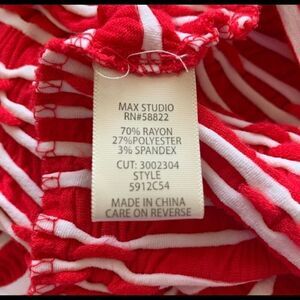 MAX STUDIO
RN#58822
70% RAYON
27%POLYESTER
3% SPANDEX
CUT: 3002304
STYLE
5912C54
MADE IN CHINA
CARE ON REVERSE